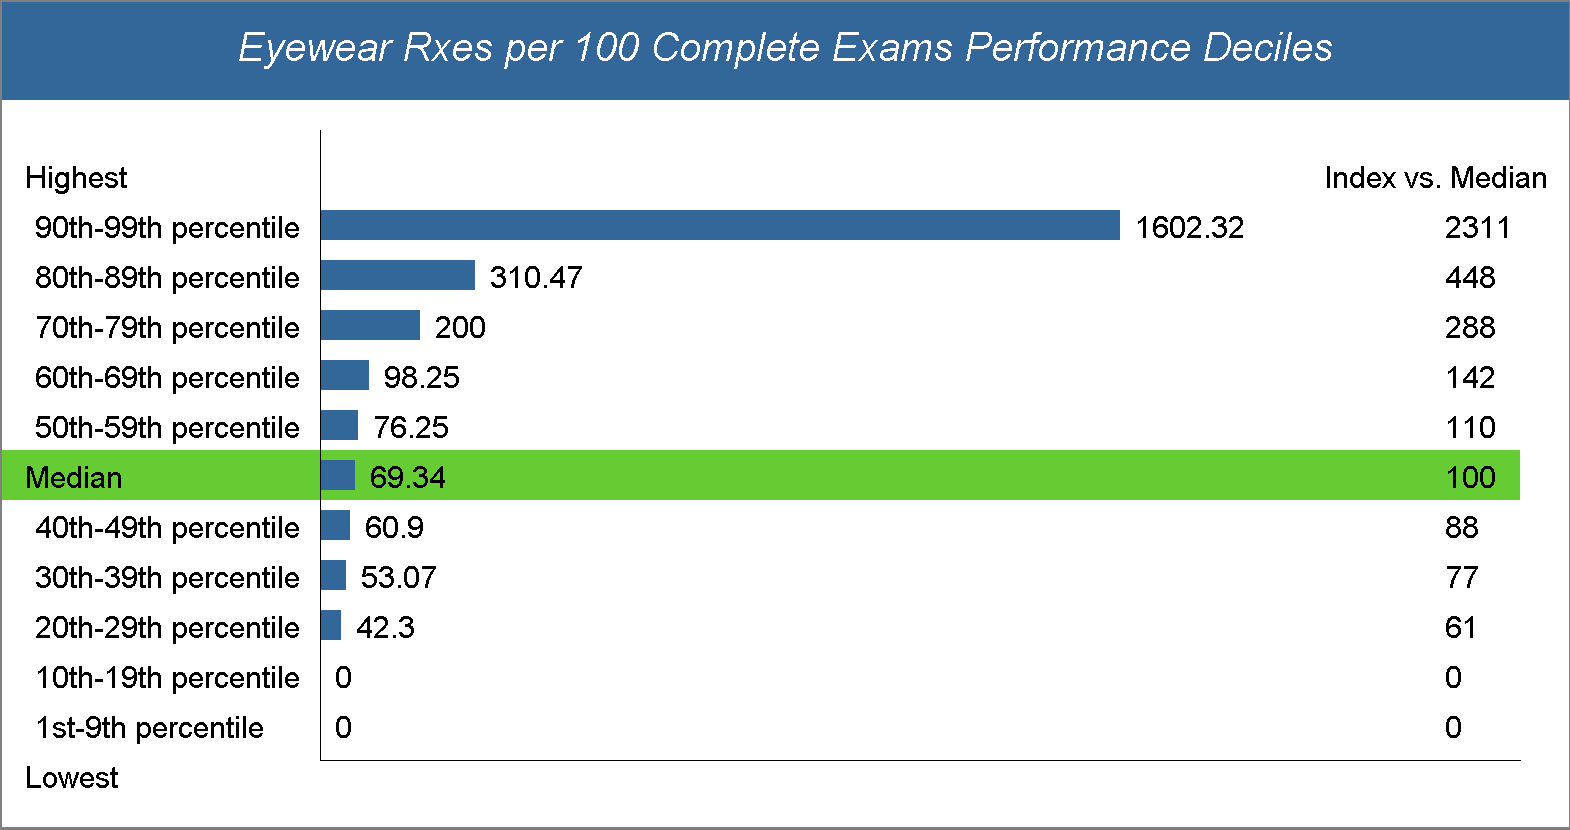 Eyewear Rxes per 100 Complete Exams Performance Deciles
Highest Index vs. Median
90th-99th percentile 1602.32 2311
80th-89th percentile 310.47 448
70th-79th percentile 200 288
60th-69th percentile 98.25 142
50th-59th percentile 76.25 110
Median 69.34 100
40th-49th percentile 60.9 88
30th-39th percentile 53.07 77
20th-29th percentile 42.3 61
10th-19th percentile 0 0
1st-9th percentile 0 0
Lowest